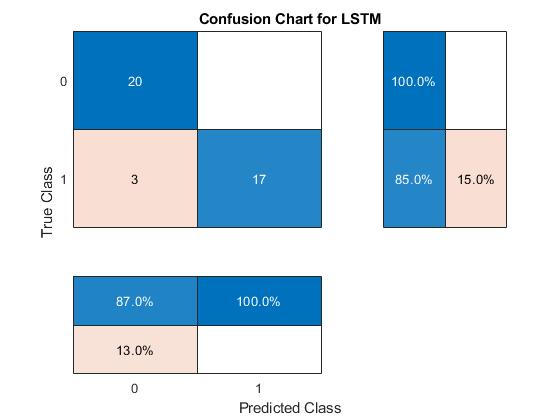 Confusion Chart for LSTM
0 20 100.0%
True Class
1 3 17 85.0% 15.0%
87.0% 100.0%
13.0%
0 1
Predicted Class